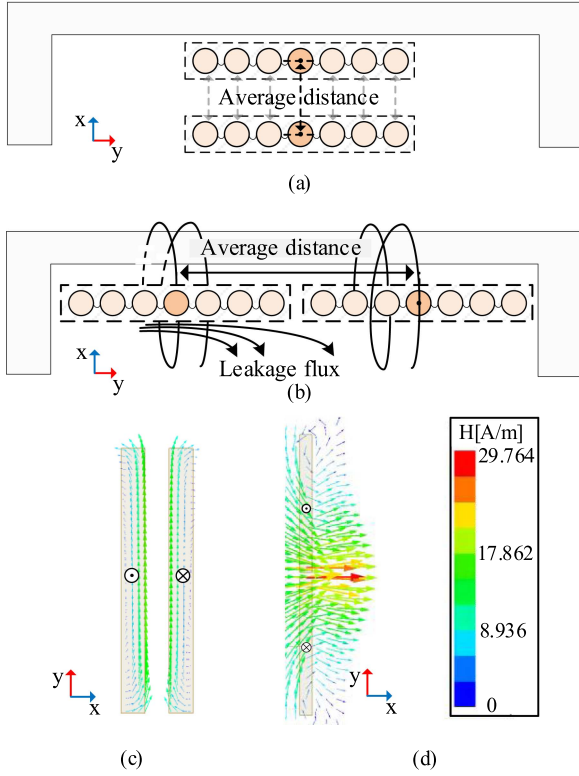 Average distance
x
y
(a)
Average distance
x
y
Leakage flux
(b)
H[A/m]
29.764
17.862
8.936
0
y
x
y
x
(c)
(d)